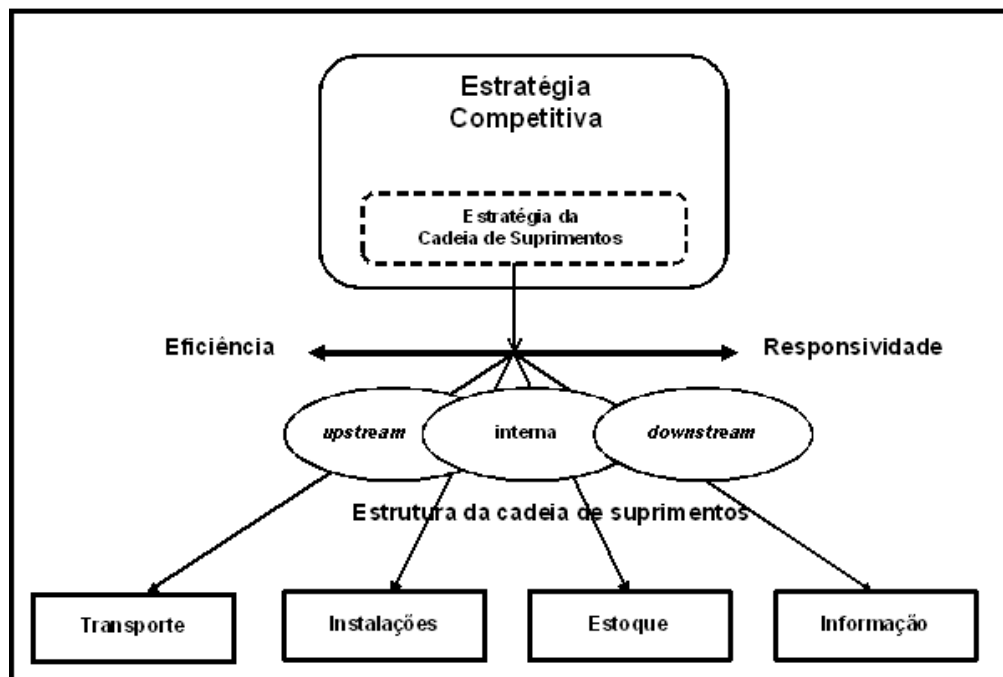 Estratégia
Competitiva
Estratégia da
Cadeia de Suprimentos
Eficiência
Responsividade
upstream
interna
downstream
Estrutura da cadeia de suprimentos
Transporte
Instalações
Estoque
Informação